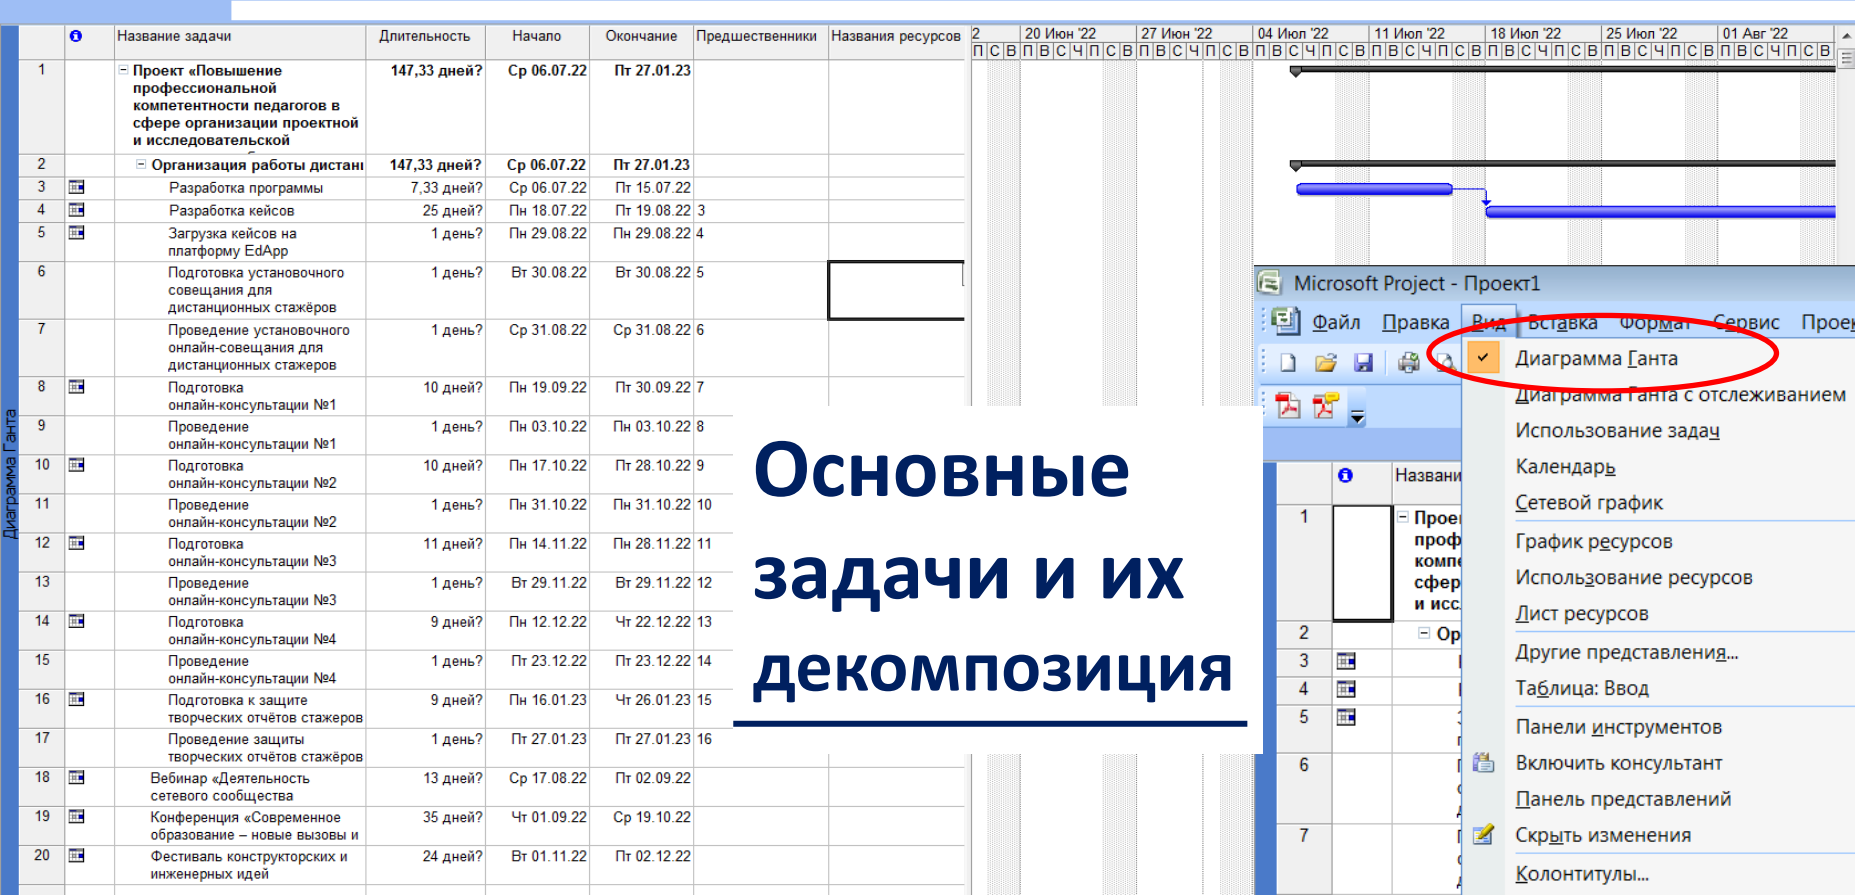 Название задачи Длительность Начало Окончание Предшественники Названия ресурсов
2 20 Июн '22 27 Июн '22 04 Июл '22 11 Июл '22 18 Июл '22 25 Июл '22 01 Авг '22
П С В П В С Ч П С В П В С Ч П С В П В С Ч П С В П В С Ч П С В П В С Ч П С В П В С Ч П С В П В С Ч П С В
1 Проект «Повышение 147,33 дней? Ср 06.07.22 Пт 27.01.23
профессиональной
компетентности педагогов в
сфере организации проектной
и исследовательской
2 Организация работы дистанц 147,33 дней? Ср 06.07.22 Пт 27.01.23
3 Разработка программы 7,33 дней? Ср 06.07.22 Пт 15.07.22
4 Разработка кейсов 25 дней? Пн 18.07.22 Пт 19.08.22 3
5 Загрузка кейсов на 1 день? Пн 29.08.22 Пн 29.08.22 4
платформу EdApp
6 Подготовка установочного 1 день? Вт 30.08.22 Вт 30.08.22 5
совещания для
дистанционных стажёров
7 Проведение установочного 1 день? Ср 31.08.22 Ср 31.08.22 6
онлайн-совещания для
дистанционных стажеров
8 Подготовка 10 дней? Пн 19.09.22 Пт 30.09.22 7
онлайн-консультации №1
9 Проведение 1 день? Пн 03.10.22 Пн 03.10.22 8
онлайн-консультации №1
10 Подготовка 10 дней? Пн 17.10.22 Пт 28.10.22 9
онлайн-консультации №2
11 Проведение 1 день? Пн 31.10.22 Пн 31.10.22 10
онлайн-консультации №2
12 Подготовка 11 дней? Пн 14.11.22 Пн 28.11.22 11
онлайн-консультации №3
13 Проведение 1 день? Вт 29.11.22 Вт 29.11.22 12
онлайн-консультации №3
14 Подготовка 9 дней? Пн 12.12.22 Чт 22.12.22 13
онлайн-консультации №4
15 Проведение 1 день? Пт 23.12.22 Пт 23.12.22 14
онлайн-консультации №4
16 Подготовка к защите 9 дней? Пн 16.01.23 Чт 26.01.23 15
творческих отчётов стажеров
17 Проведение защиты 1 день? Пт 27.01.23 Пт 27.01.23 16
творческих отчётов стажёров
18 Вебинар «Деятельность 13 дней? Ср 17.08.22 Пт 02.09.22
сетевого сообщества
19 Конференция «Современное 35 дней? Чт 01.09.22 Ср 19.10.22
образование – новые вызовы и
20 Фестиваль конструкторских и 24 дней? Вт 01.11.22 Пт 02.12.22
инженерных идей
Диаграмма Ганта
Основные
задачи и их
декомпозиция
Microsoft Project - Проект1
Файл Правка Вид Вставка Формат Сервис Проек
Диаграмма Ганта
Диаграмма Ганта с отслеживанием
Использование задач
Календарь
Сетевой график
График ресурсов
Использование ресурсов
Лист ресурсов
Другие представления...
Таблица: Ввод
Панели инструментов
Включить консультант
Панель представлений
Скрыть изменения
Колонтитулы...
Названи
1 Прое
проф
компе
сфер
и исс
2 Ор
3
4
5
6
7